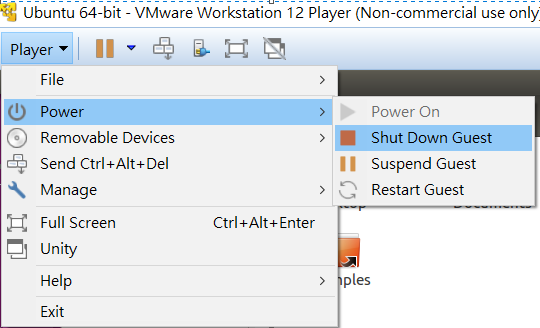 Ubuntu 64-bit - VMware Workstation 12 Player (Non-commercial use only)
Player
File
Power
Removable Devices
Send Ctrl+Alt+Del
Manage
Full Screen Ctrl+Alt+Enter
Unity
Help
Exit
Power On
Shut Down Guest
Suspend Guest
Restart Guest